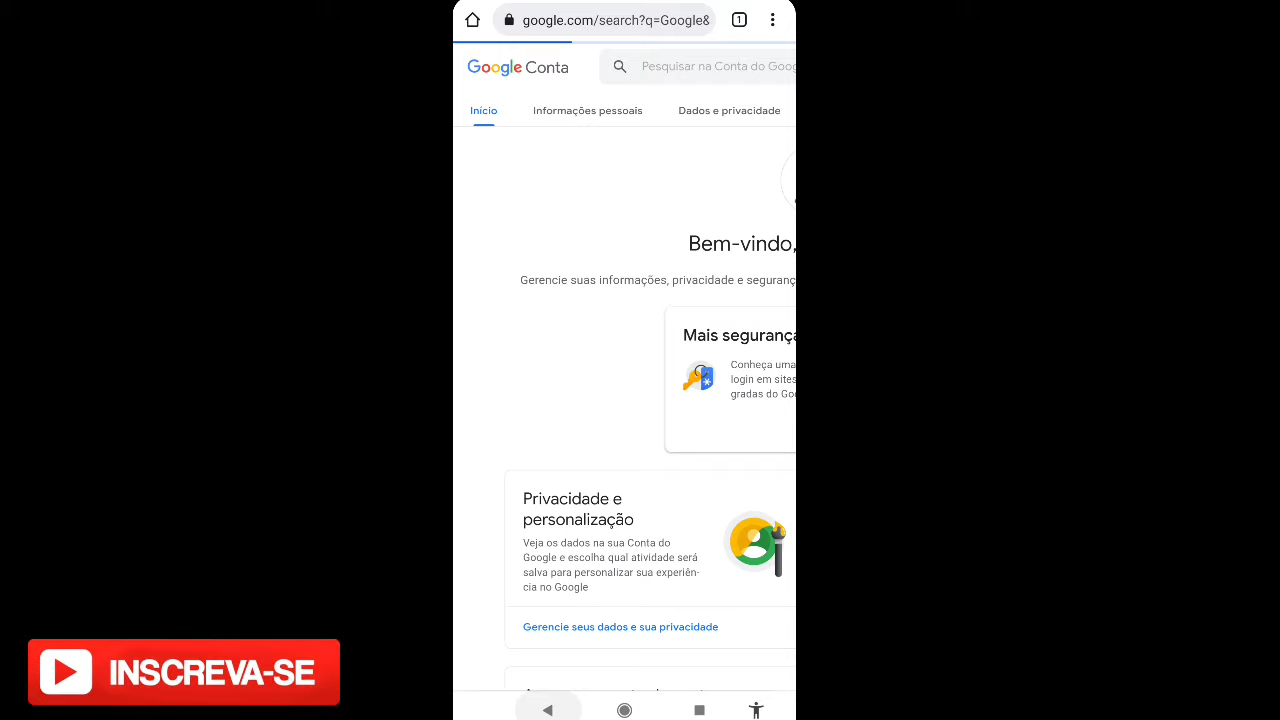 google.com/search?q=Google&
1
Google Conta
Pesquisar na Conta do Goog
Início
Informações pessoais
Dados e privacidade
Bem-vindo,
Gerencie suas informações, privacidade e seguranç
Mais segurança
Conheça uma
login em sites
gradas do Goo
Privacidade e
personalização
Veja os dados na sua Conta do
Google e escolha qual atividade será
salva para personalizar sua experiên-
cia no Google
Gerencie seus dados e sua privacidade
INSCREVA-SE